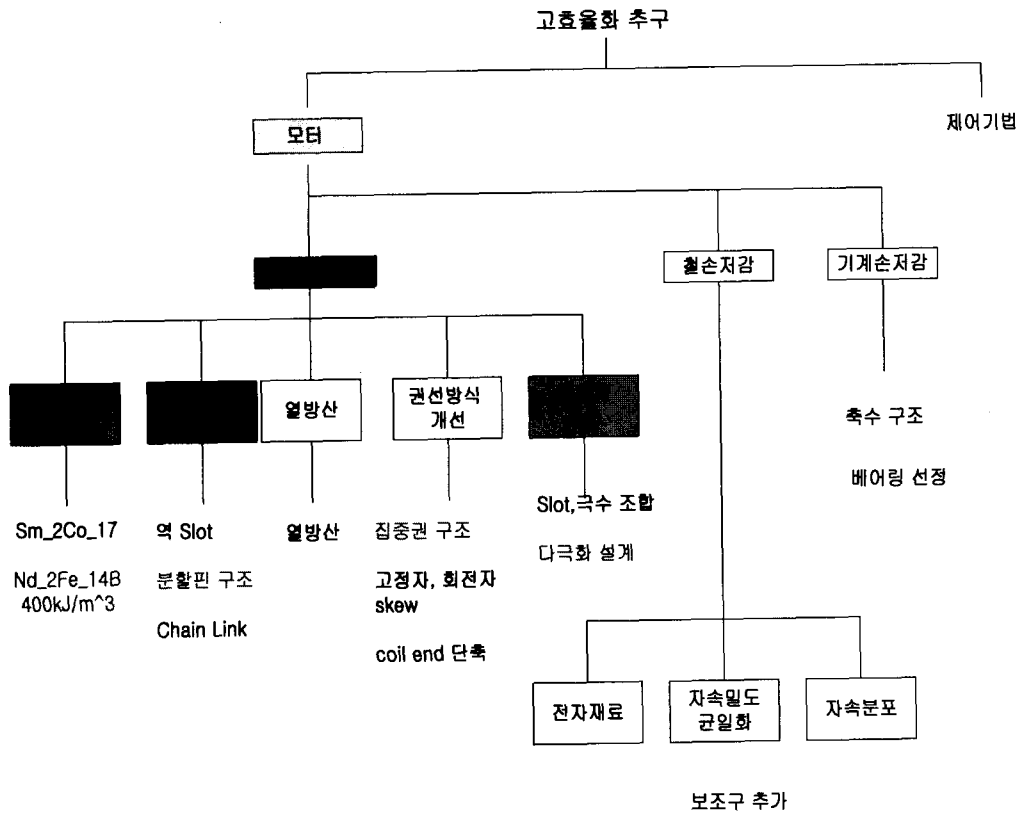 고효율화 추구
제어기법
모터
철손저감
기계손저감
열방산
권선방식
개선
축수 구조
베어링 선정
Sm_2Co_17
Nd_2Fe_14B
400kJ/m^3
역 Slot
분할핀 구조
Chain Link
열방산
집중권 구조
고정자, 회전자
skew
coil end 단축
Slot,극수 조합
다극화 설계
전자재료
자속밀도
균일화
자속분포
보조구 추가